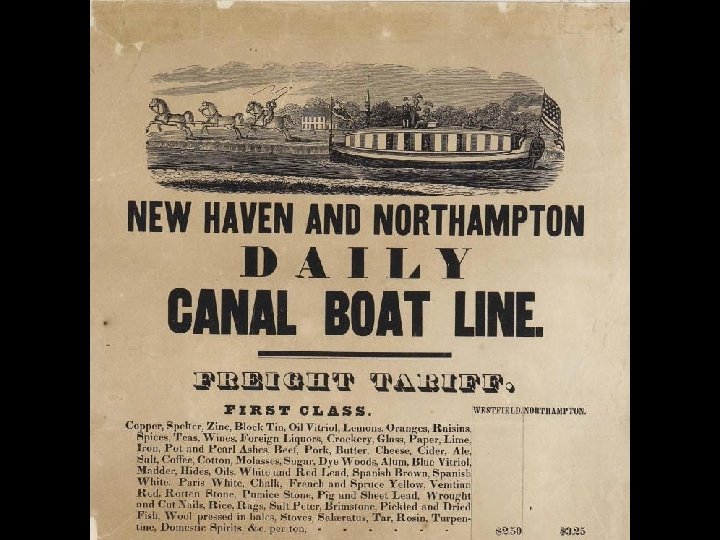 NEW HAVEN AND NORTHAMPTON
DAILY
CANAL BOAT LINE.
FREIGHT TARIFF.
FIRST CLASS. WESTFIELD. NORTHAMPTON.
Copper, Spelter, Zinc, Block Tin, Oil Vitriol, Lemons, Oranges, Raisins,
Spices, Teas, Wines, Foreign Liquors, Crockery, Glass, Paper, Lime,
Iron, Pot and Pearl Ashes, Beef, Pork, Butter, Cheese, Cider, Ale,
Salt, Coffee, Cotton, Molasses, Sugar, Dye Woods, Alum, Blue Vitriol,
Madder, Hides, Oils, White and Red Lead, Spanish Brown, Spanish
White, Paris White, Chalk, French and Spruce Yellow, Venitian
Red, Rotten Stone, Pumice Stone, Pig and Sheet Lead, Wrought
and Cut Nails, Rice, Rags, Salt Peter, Brimstone, Pickled and Dried
Fish, Wool pressed in bales, Stoves, Salæratus, Tar, Rosin, Turpen-
tine, Domestic Spirits, &c. per ton, - - - - - $2.50 $3.25